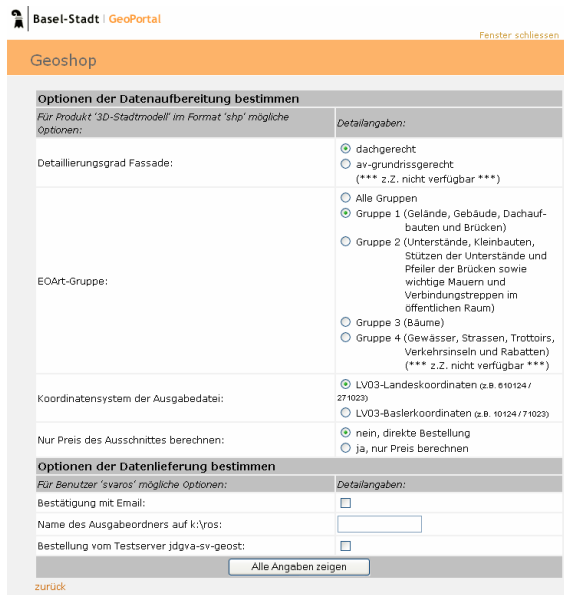 Basel-Stadt | GeoPortal
Fenster schliessen
Geoshop
Optionen der Datenaufbereitung bestimmen
Für Produkt '3D-Stadtmodell' im Format 'shp' mögliche
Optionen:
Detailangaben:
Detaillierungsgrad Fassade:
dachgerecht
av-grundrissgerecht
(*** z.Z. nicht verfügbar ***)
EOArt-Gruppe:
Alle Gruppen
Gruppe 1 (Gelände, Gebäude, Dachauf-
bauten und Brücken)
Gruppe 2 (Unterstände, Kleinbauten,
Stützen der Unterstände und
Pfeiler der Brücken sowie
wichtige Mauern und
Verbindungstreppen im
öffentlichen Raum)
Gruppe 3 (Bäume)
Gruppe 4 (Gewässer, Strassen, Trottoirs,
Verkehrsinseln und Rabatten)
(*** z.Z. nicht verfügbar ***)
Koordinatensystem der Ausgabedatei:
LV03-Landeskoordinaten (z.B. 610124 /
271023)
LV03-Baslerkoordinaten (z.B. 10124 / 71023)
Nur Preis des Ausschnittes berechnen:
nein, direkte Bestellung
ja, nur Preis berechnen
Optionen der Datenlieferung bestimmen
Für Benutzer 'svaros' mögliche Optionen:
Detailangaben:
Bestätigung mit Email:
Name des Ausgabeordners auf k:\ros:
Bestellung vom Testserver jdgva-sv-geost:
Alle Angaben zeigen
zurück